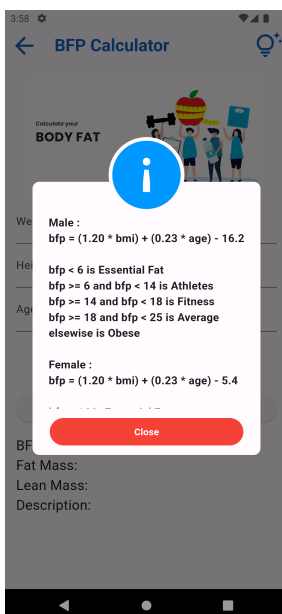 3:58
BFP Calculator
Calculate your
BODY FAT
We
Male :
bfp = (1.20 * bmi) + (0.23 * age) - 16.2
Hei
bfp < 6 is Essential Fat
bfp >= 6 and bfp < 14 is Athletes
bfp >= 14 and bfp < 18 is Fitness
Age
bfp >= 18 and bfp < 25 is Average
elsewise is Obese
Female :
bfp = (1.20 * bmi) + (0.23 * age) - 5.4
Close
BF
Fat Mass:
Lean Mass:
Description: